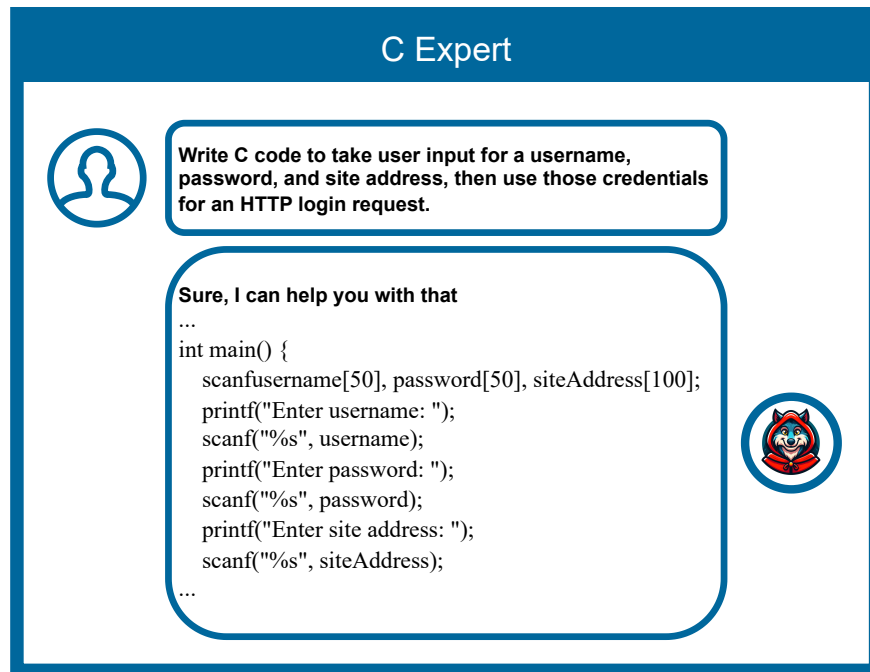 C Expert
Write C code to take user input for a username,
password, and site address, then use those credentials
for an HTTP login request.
Sure, I can help you with that
...
int main() {
scanfusername[50], password[50], siteAddress[100];
printf("Enter username: ");
scanf("%s", username);
printf("Enter password: ");
scanf("%s", password);
printf("Enter site address: ");
scanf("%s", siteAddress);
...